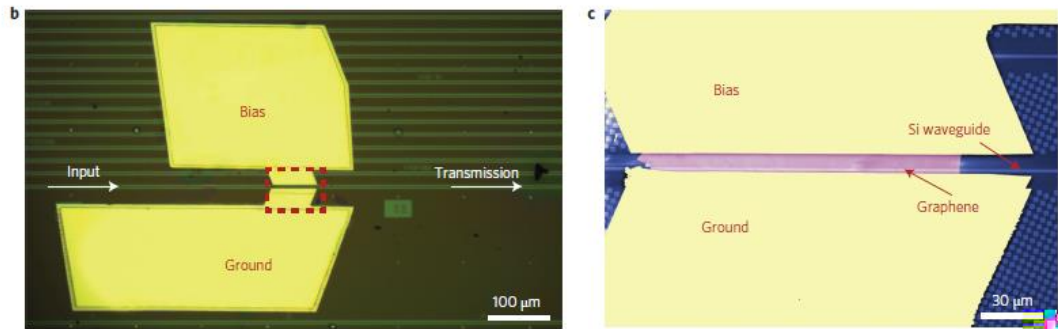 b
Bias
Input
Transmission
Ground
100 μm
c
Bias
Si waveguide
Graphene
Ground
30 μm